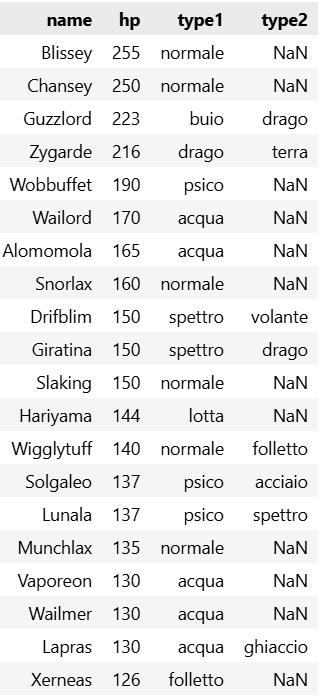 name hp type1 type2
Blissey 255 normale NaN
Chansey 250 normale NaN
Guzzlord 223 buio drago
Zygarde 216 drago terra
Wobbuffet 190 psico NaN
Wailord 170 acqua NaN
Alomomola 165 acqua NaN
Snorlax 160 normale NaN
Drifblim 150 spettro volante
Giratina 150 spettro drago
Slaking 150 normale NaN
Hariyama 144 lotta NaN
Wigglytuff 140 normale folletto
Solgaleo 137 psico acciaio
Lunala 137 psico spettro
Munchlax 135 normale NaN
Vaporeon 130 acqua NaN
Wailmer 130 acqua NaN
Lapras 130 acqua ghiaccio
Xerneas 126 folletto NaN